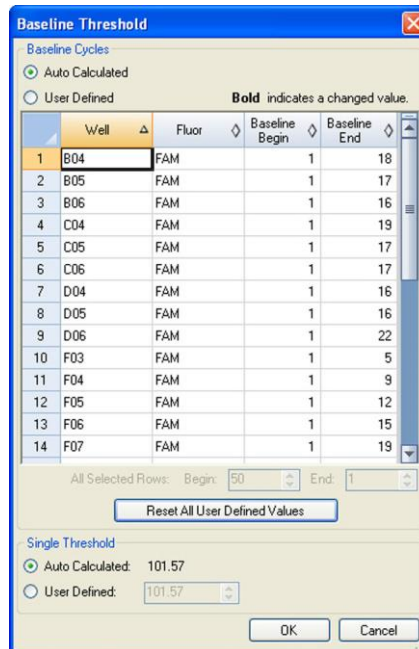 Baseline Threshold
Baseline Cycles
Auto Calculated
User Defined Bold indicates a changed value.
Well Fluor Baseline Begin Baseline End
1 B04 FAM 1 18
2 B05 FAM 1 17
3 B06 FAM 1 16
4 C04 FAM 1 19
5 C05 FAM 1 17
6 C06 FAM 1 17
7 D04 FAM 1 16
8 D05 FAM 1 16
9 D06 FAM 1 22
10 F03 FAM 1 5
11 F04 FAM 1 9
12 F05 FAM 1 12
13 F06 FAM 1 15
14 F07 FAM 1 19
All Selected Rows: Begin: 50 End: 1
Reset All User Defined Values
Single Threshold
Auto Calculated: 101.57
User Defined: 101.57
OK Cancel